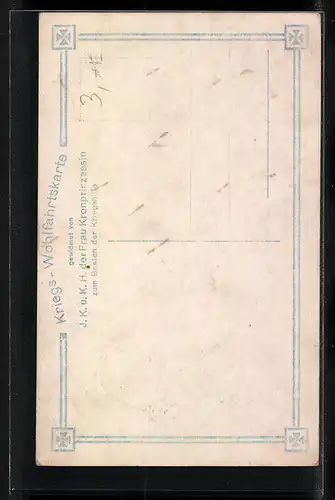 Kriegs-Wohlfahrtskarte
gewidmet von
J. K. u. K. H. der Frau Kronprinzessin
zum Besten der Kriegshilfe
3,